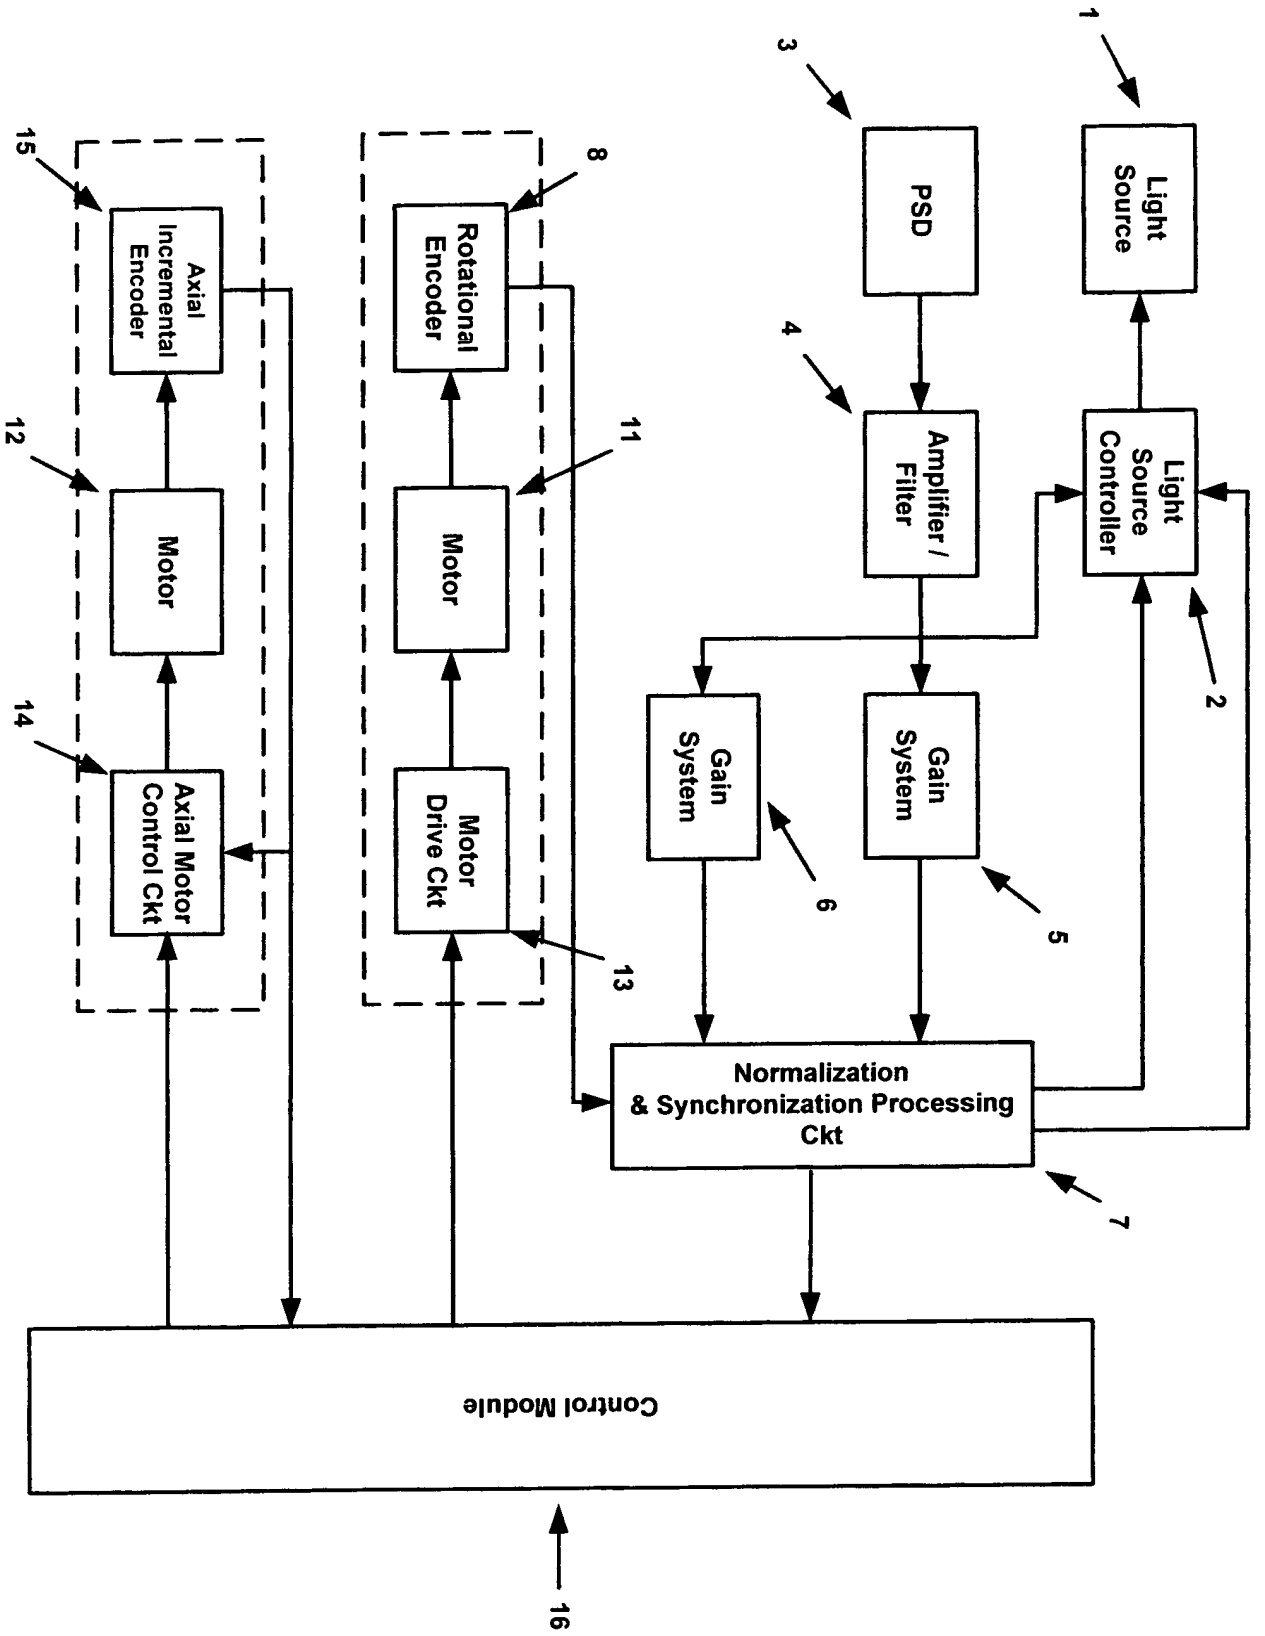 1
Light
Source
Light
Source
Controller
2
3
PSD
4
Amplifier /
Filter
Gain
System
5
Gain
System
6
Normalization
& Synchronization Processing
Ckt
7
8
Rotational
Encoder
11
Motor
Motor
Drive Ckt
13
15
Axial
Incremental
Encoder
12
Motor
14
Axial Motor
Control Ckt
Control Module
16